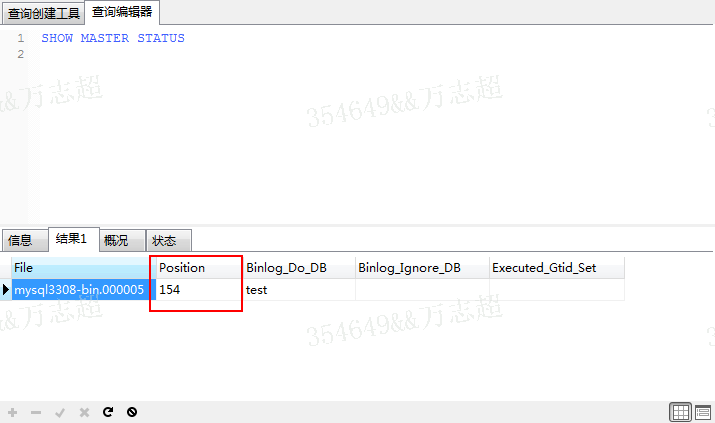 查询创建工具 查询编辑器
1 SHOW MASTER STATUS
2
354649&&万志超
354649&&万志超
信息 结果1 概况 状态
File Position Binlog_Do_DB Binlog_Ignore_DB Executed_Gtid_Set
mysql3308-bin.000005 154 test
354649&&万志超
354649&&万志超